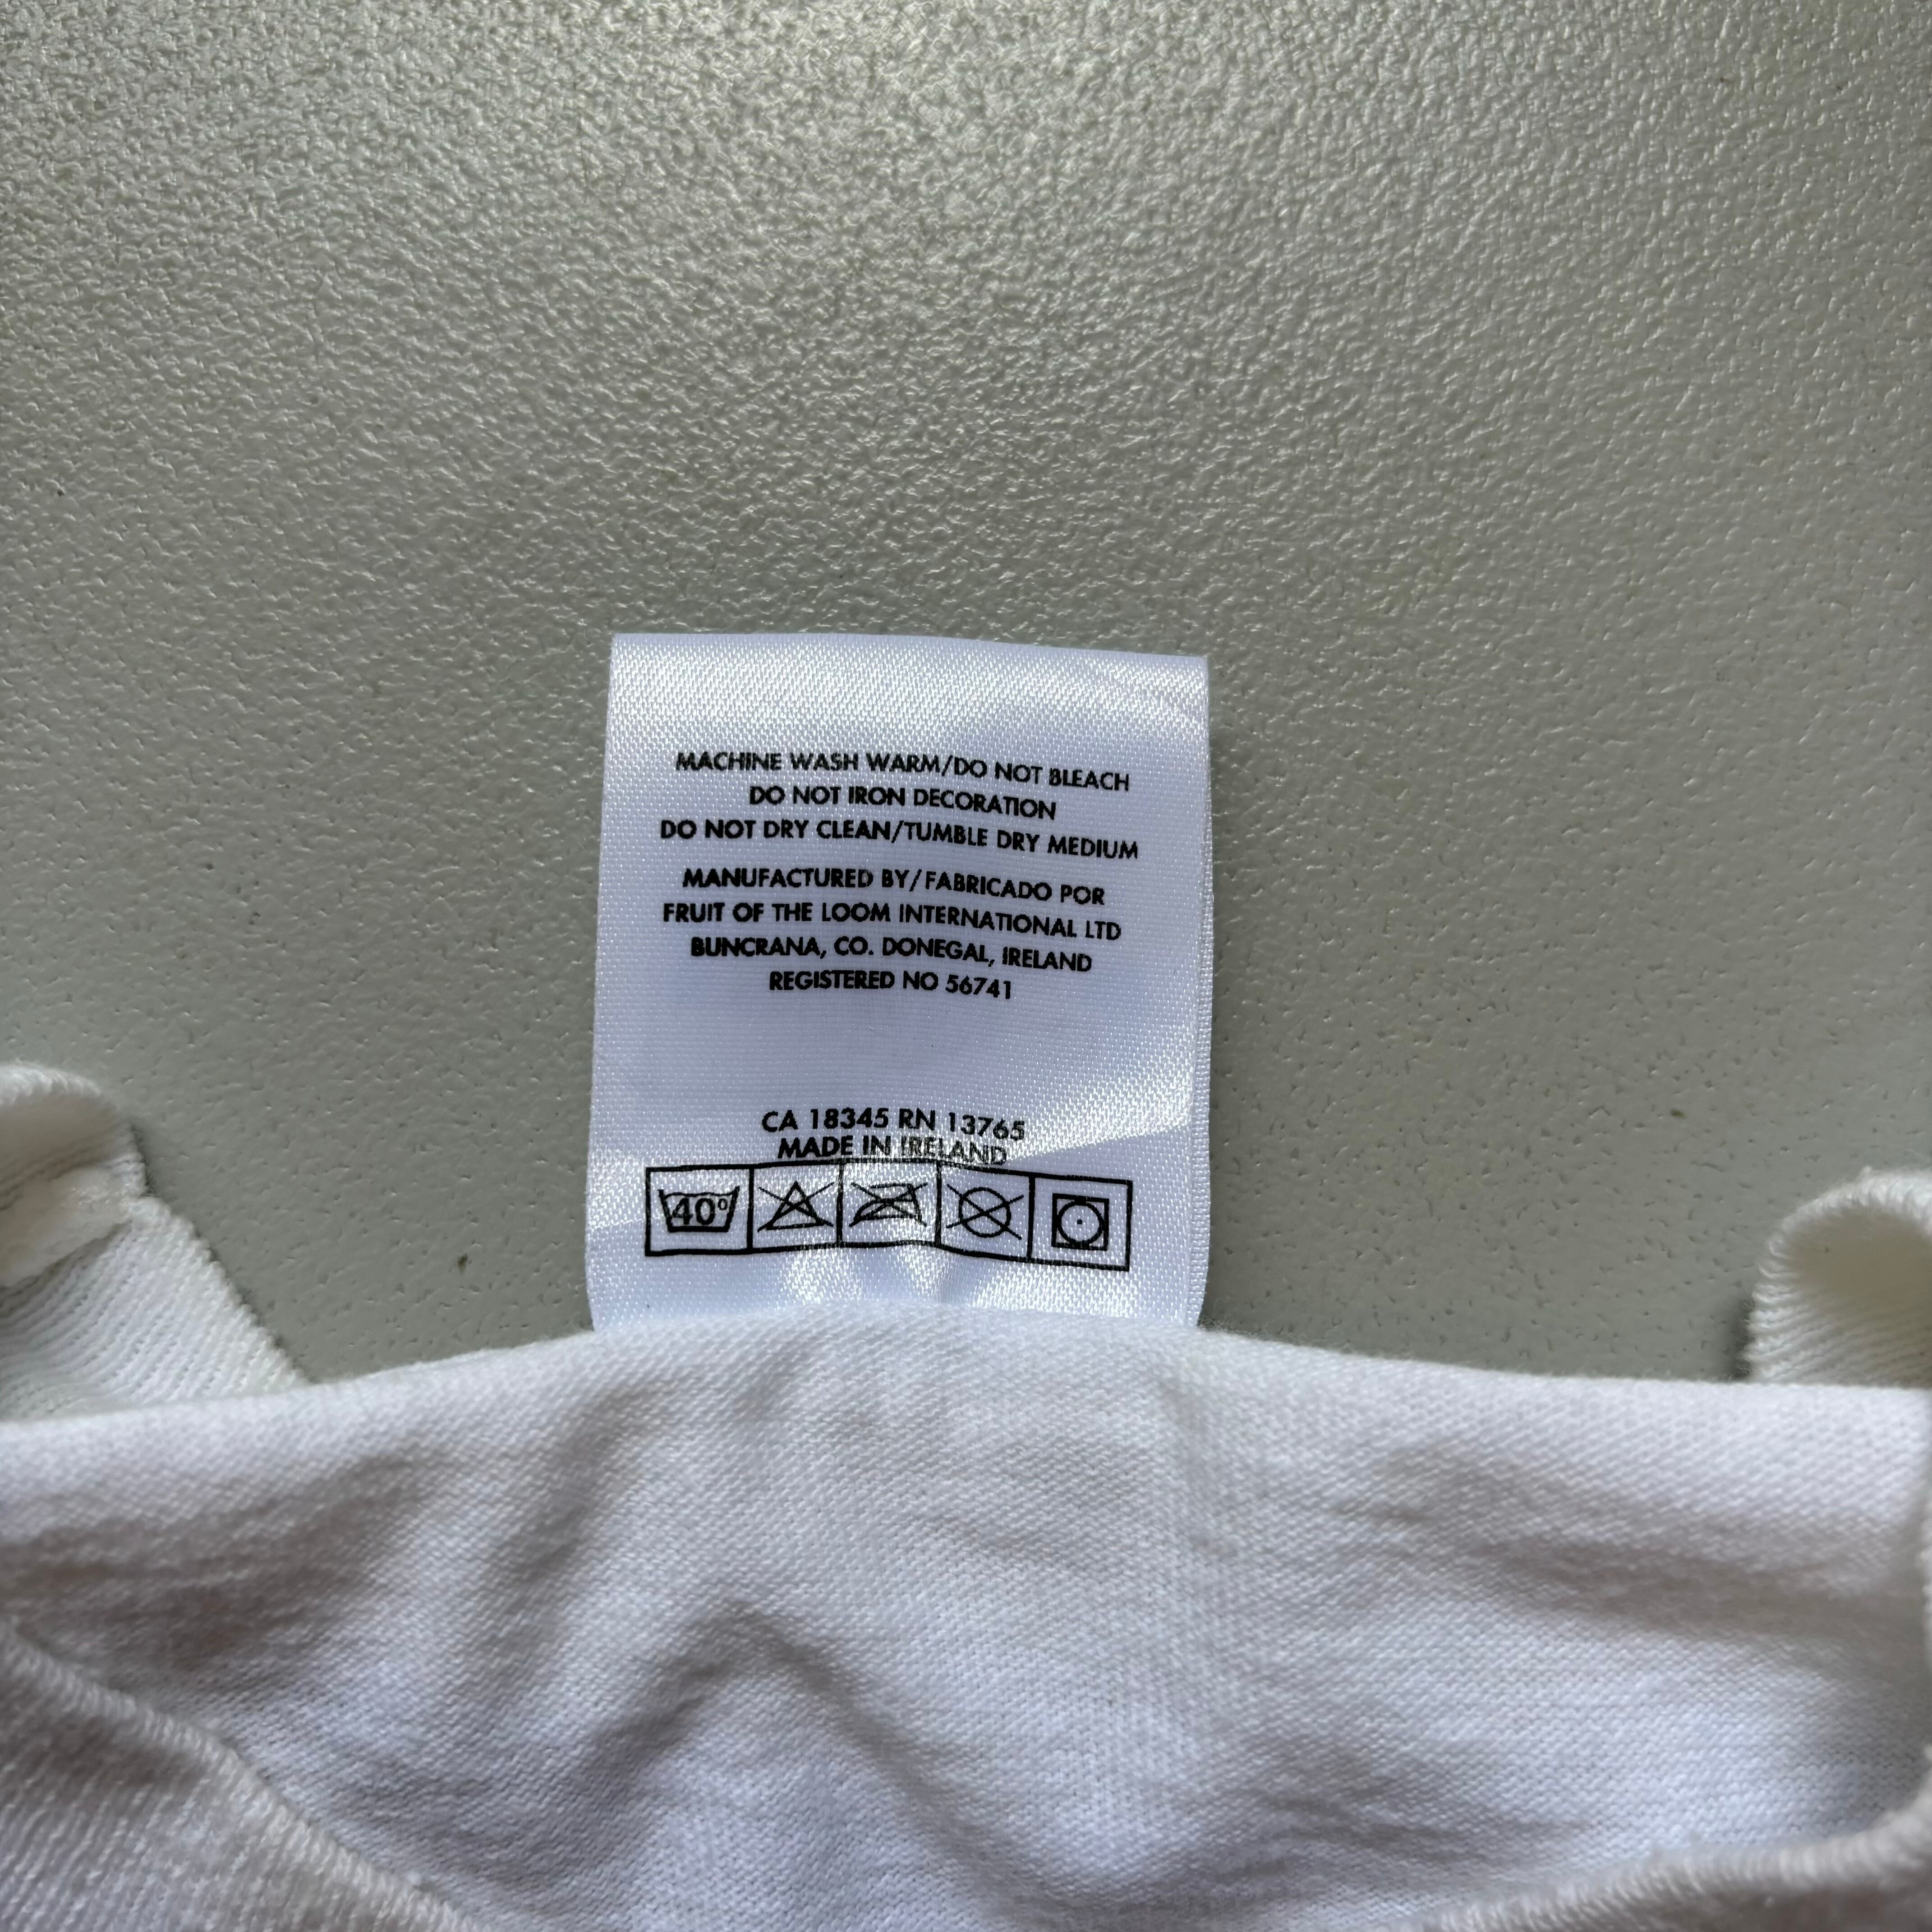 MACHINE WASH WARM/DO NOT BLEACH
DO NOT IRON DECORATION
DO NOT DRY CLEAN/TUMBLE DRY MEDIUM
MANUFACTURED BY/FABRICADO POR
FRUIT OF THE LOOM INTERNATIONAL LTD
BUNCRANA, CO. DONEGAL, IRELAND
REGISTERED NO 56741
CA 18345 RN 13765
MADE IN IRELAND
40°